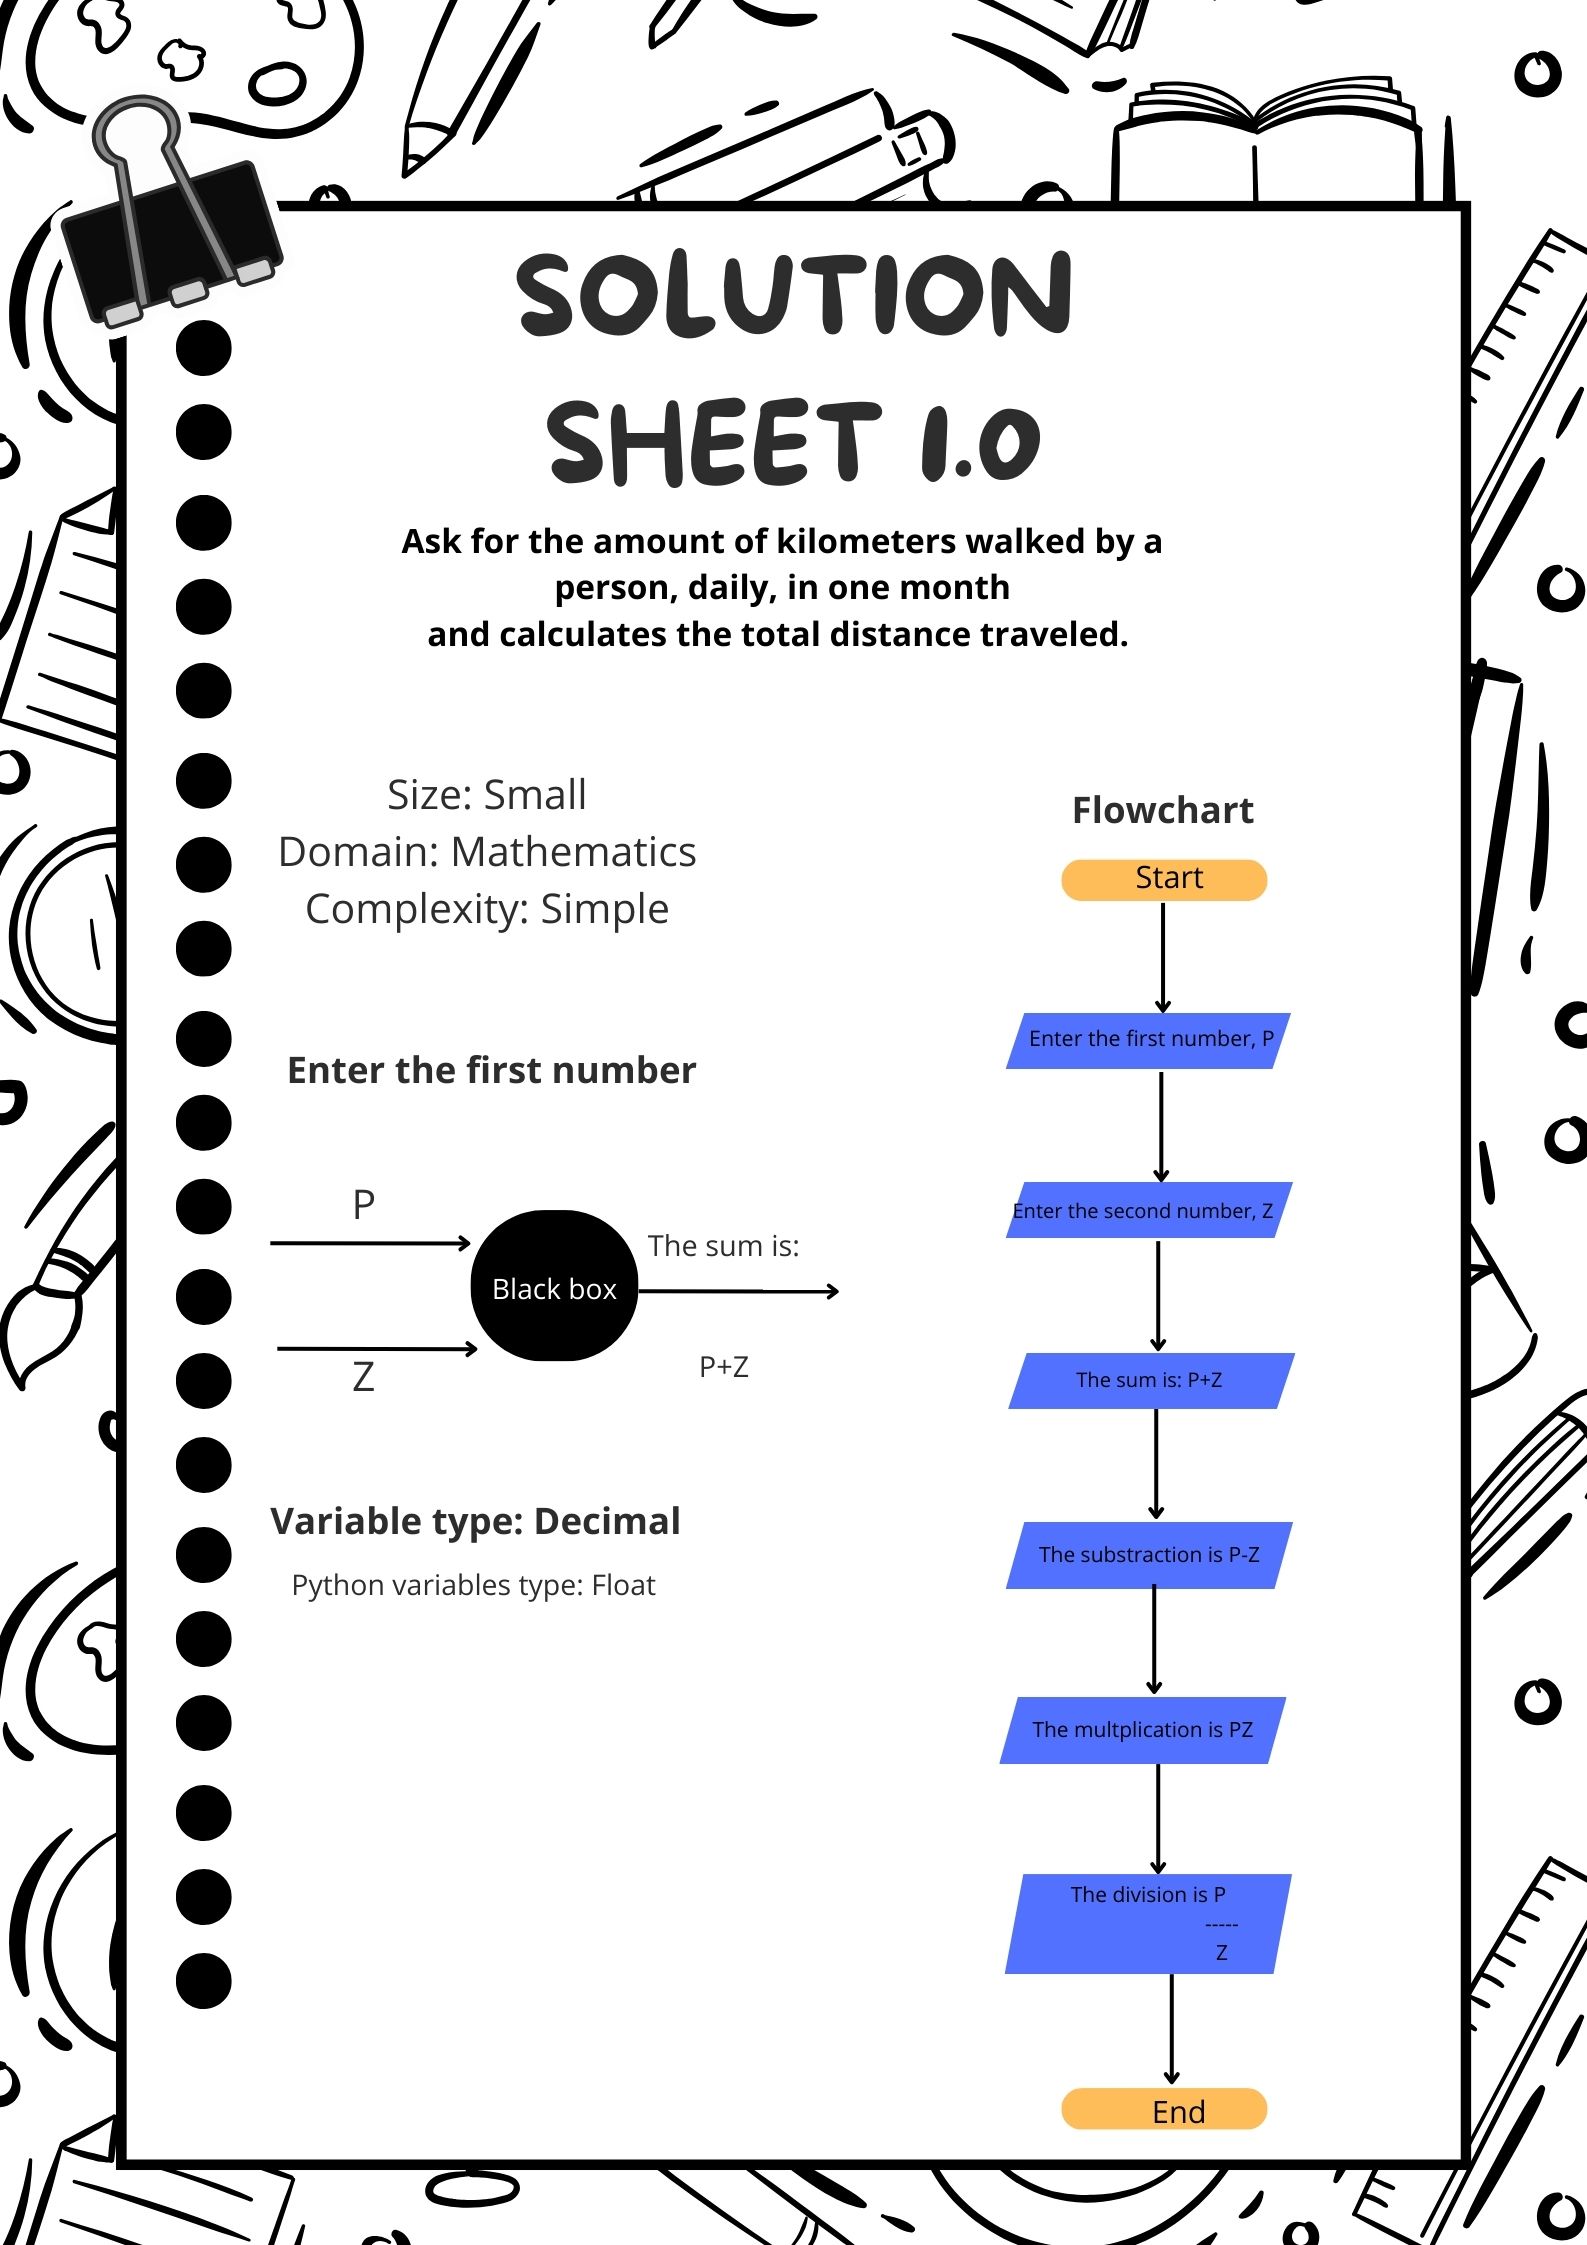 SOLUTION
SHEET 1.0
Ask for the amount of kilometers walked by a
person, daily, in one month
and calculates the total distance traveled.
Size: Small
Domain: Mathematics
Complexity: Simple
Enter the first number
P
Black box
The sum is:
Z
P+Z
Variable type: Decimal
Python variables type: Float
Flowchart
Start
Enter the first number, P
Enter the second number, Z
The sum is: P+Z
The substraction is P-Z
The multplication is PZ
The division is P
-----
Z
End